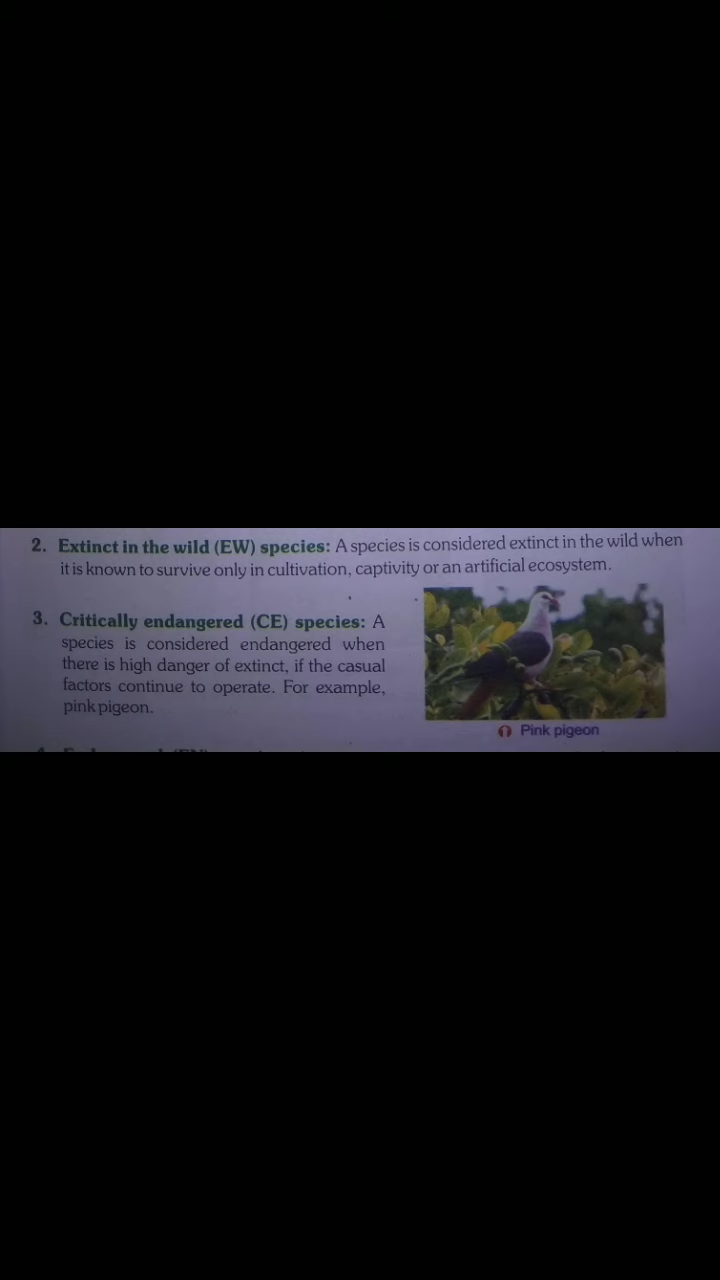 2. Extinct in the wild (EW) species: A species is considered extinct in the wild when
it is known to survive only in cultivation, captivity or an artificial ecosystem.
3. Critically endangered (CE) species: A
species is considered endangered when
there is high danger of extinct, if the casual
factors continue to operate. For example,
pink pigeon.
Pink pigeon